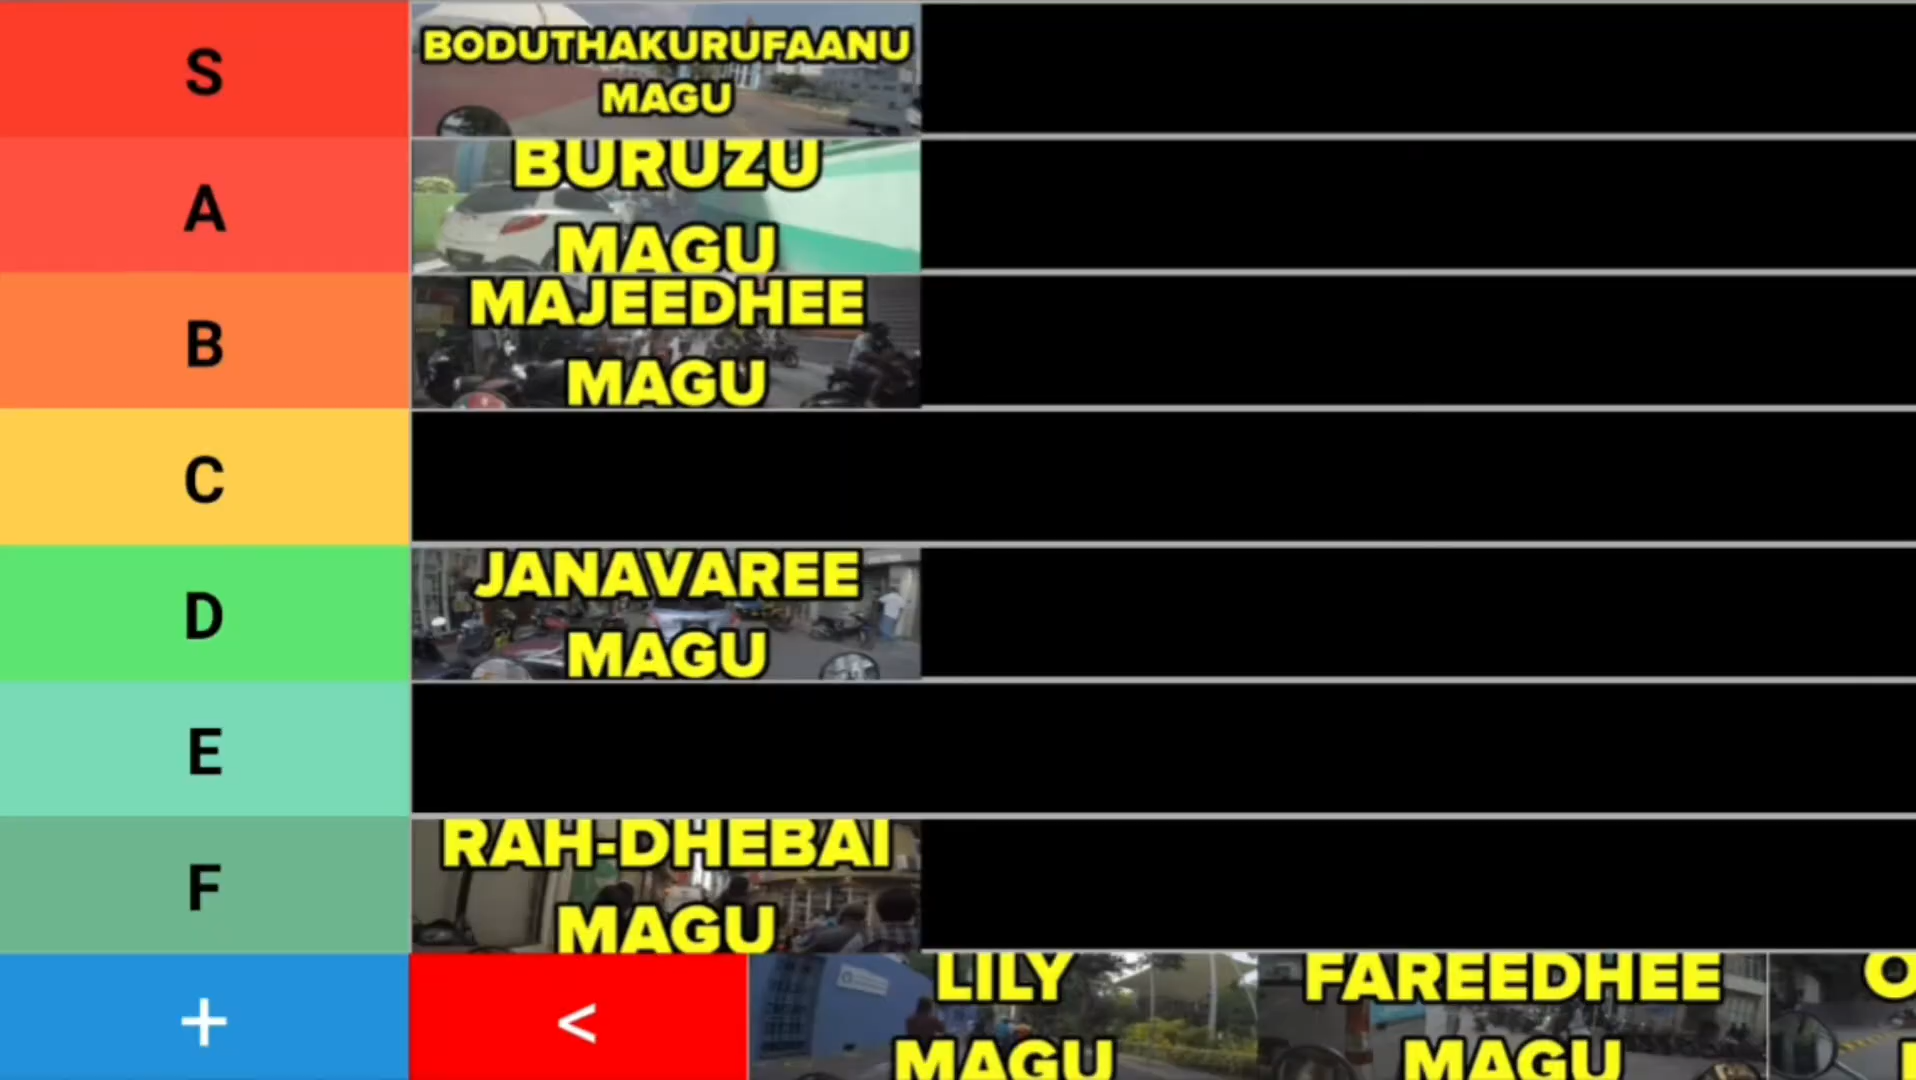 S
BODUTHAKURUFAANU
MAGU
A
BURUZU
MAGU
B
MAJEEDHEE
MAGU
C
D
JANAVAREE
MAGU
E
F
RAH-DHEBAI
MAGU
+
<
LILY
MAGU
FAREEDHEE
MAGU